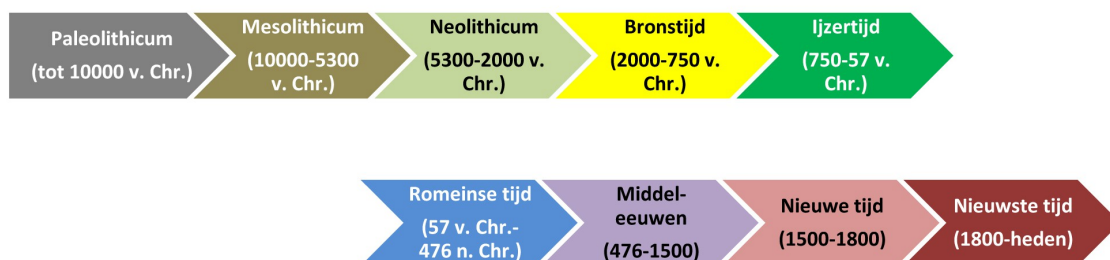 Paleolithicum
(tot 10000 v. Chr.)
Mesolithicum
(10000-5300
v. Chr.)
Neolithicum
(5300-2000 v.
Chr.)
Bronstijd
(2000-750 v.
Chr.)
Ijzertijd
(750-57 v.
Chr.)
Romeinse tijd
(57 v. Chr.-
476 n. Chr.)
Middel-
eeuwen
(476-1500)
Nieuwe tijd
(1500-1800)
Nieuwste tijd
(1800-heden)